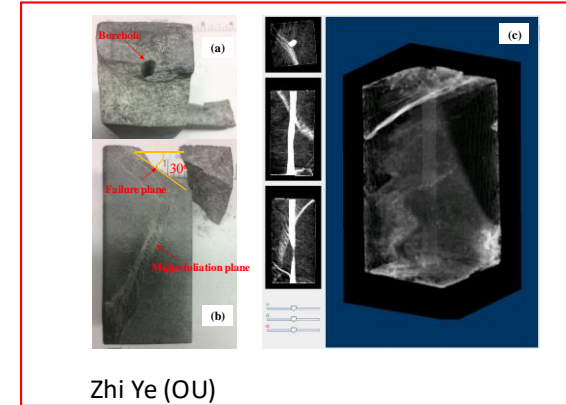 Borehole
(a)
(c)
30°
Failure plane
Major foliation plane
(b)
Zhi Ye (OU)